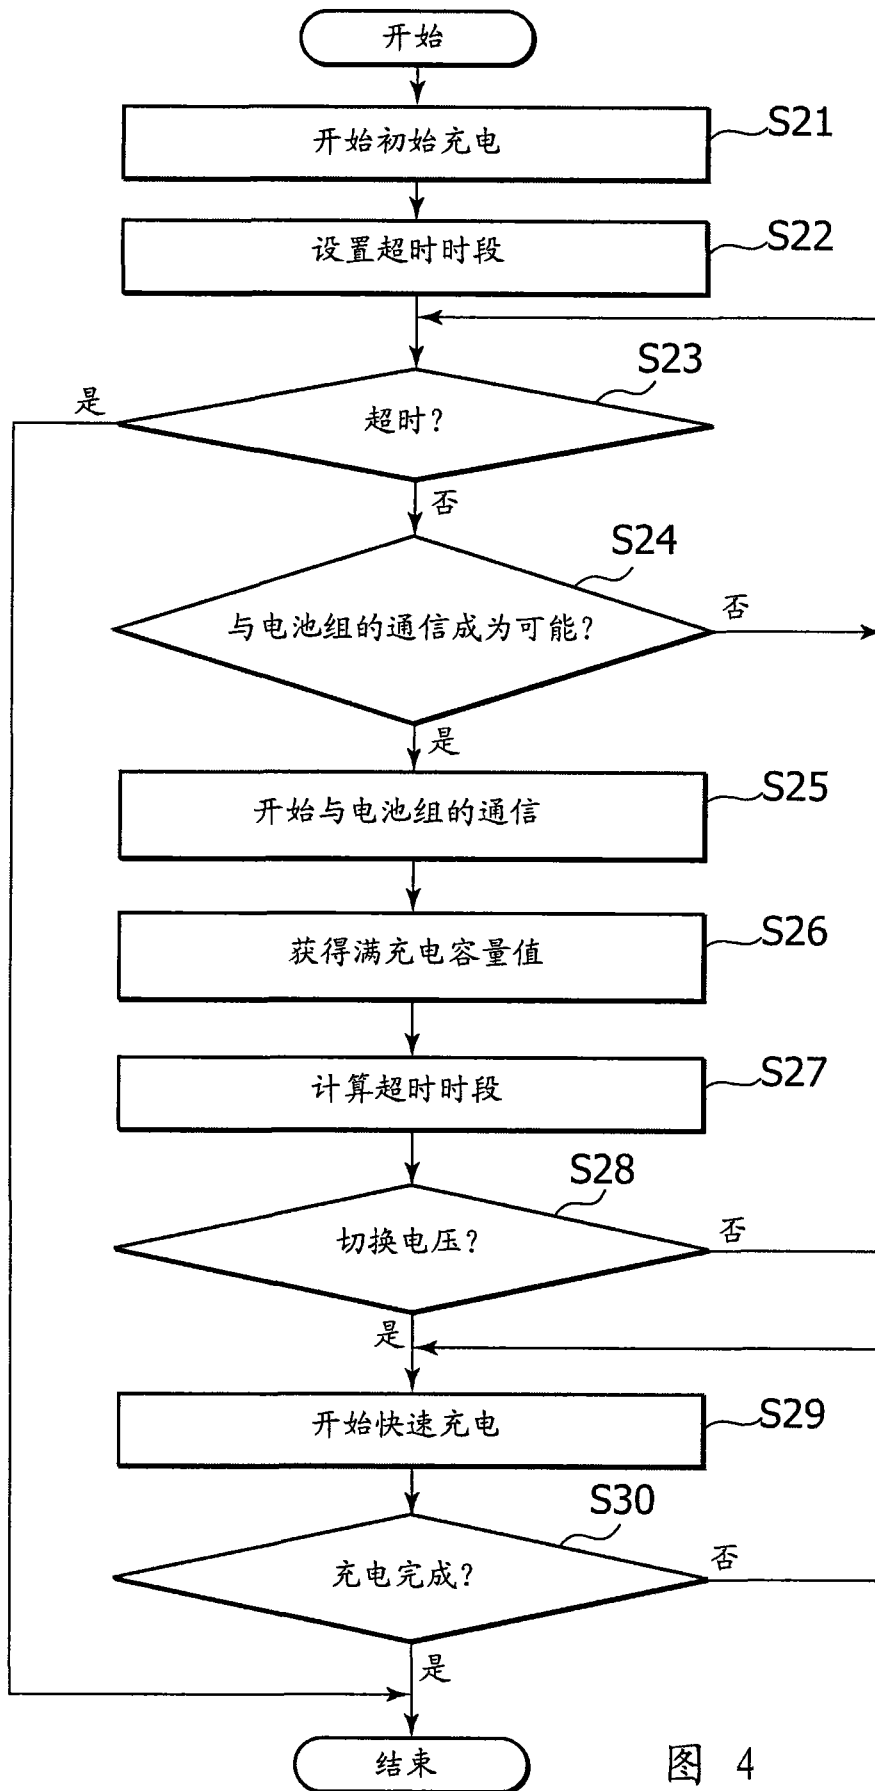 开始
开始初始充电
S21
设置超时时段
S22
S23
是
超时?
否
S24
与电池组的通信成为可能?
否
是
开始与电池组的通信
S25
获得满充电容量值
S26
计算超时时段
S27
S28
切换电压?
否
是
开始快速充电
S29
S30
充电完成?
否
是
结束
图 4